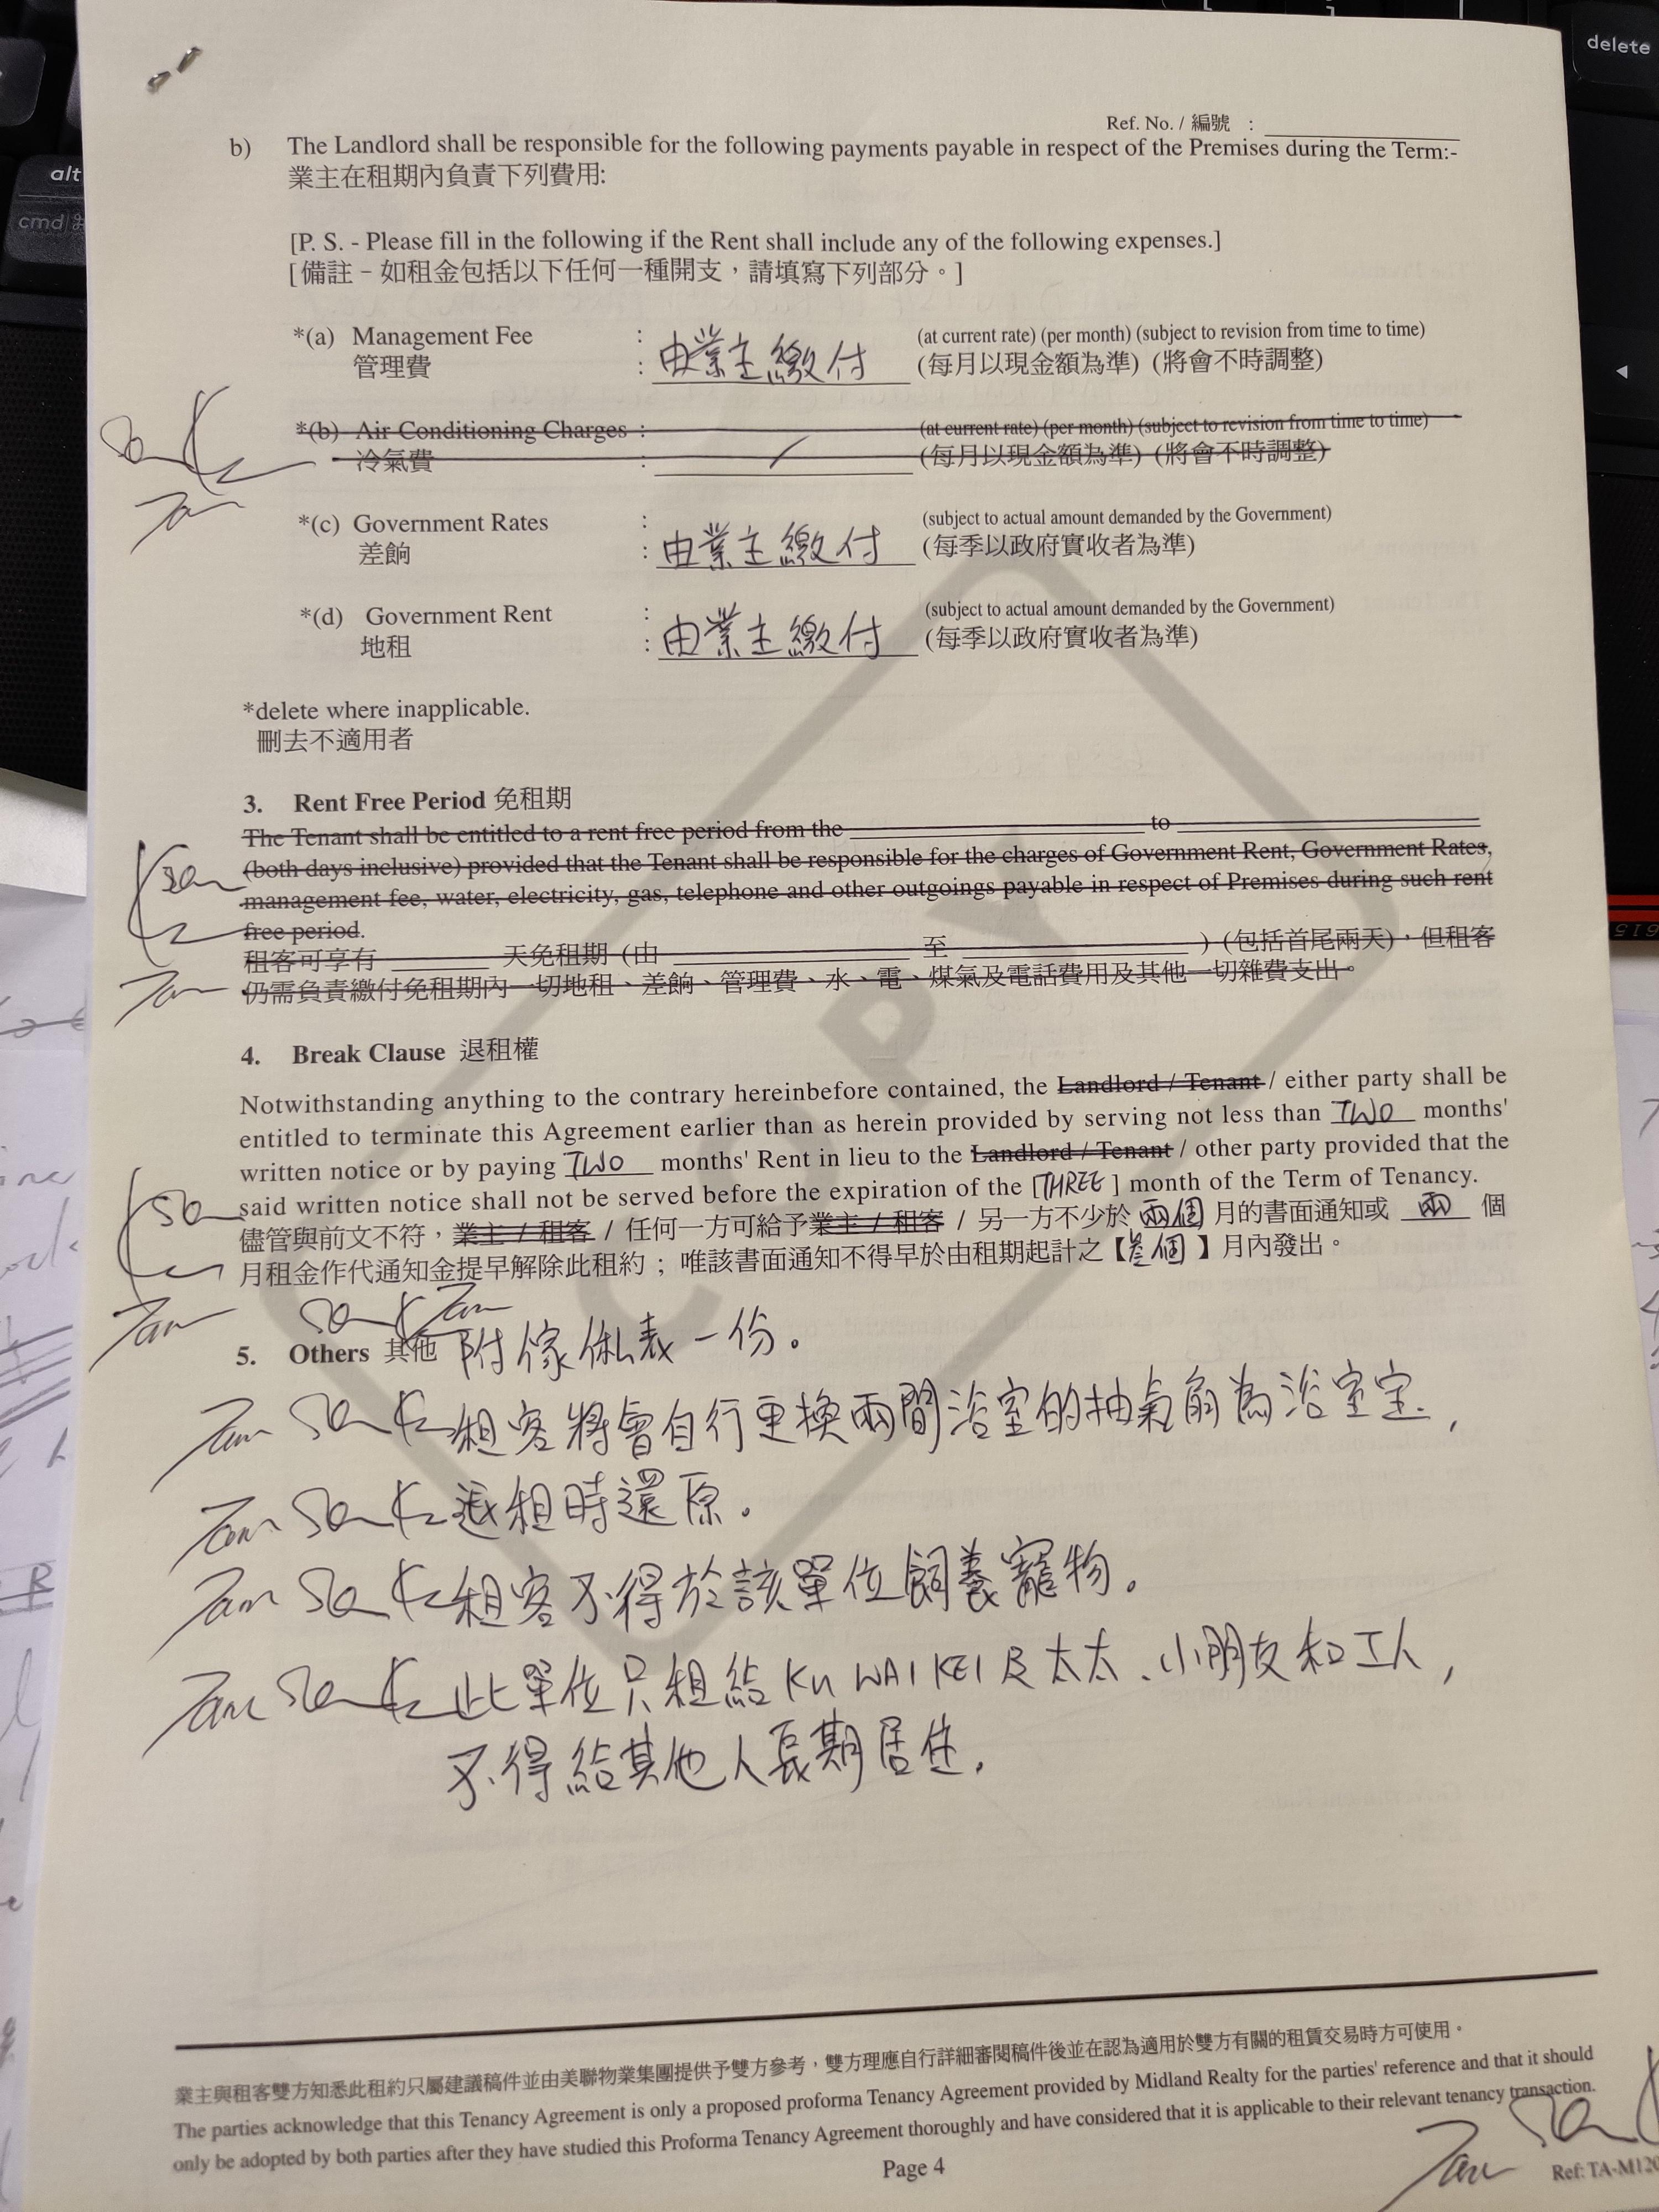 Ref. No. / 編號 :
b) The Landlord shall be responsible for the following payments payable in respect of the Premises during the Term:-
業主在租期內負責下列費用:
[P. S. - Please fill in the following if the Rent shall include any of the following expenses.]
[備註 - 如租金包括以下任何一種開支，請填寫下列部分。]
*(a) Management Fee : (at current rate) (per month) (subject to revision from time to time)
管理費 : 由業主繳付 (每月以現金額為準) (將會不時調整)
*(b) Air Conditioning Charges : (at current rate) (per month) (subject to revision from time to time)
冷氣費 : / (每月以現金額為準) (將會不時調整)
*(c) Government Rates : (subject to actual amount demanded by the Government)
差餉 : 由業主繳付 (每季以政府實收者為準)
*(d) Government Rent : (subject to actual amount demanded by the Government)
地租 : 由業主繳付 (每季以政府實收者為準)
*delete where inapplicable.
刪去不適用者
3. Rent Free Period 免租期
The Tenant shall be entitled to a rent free period from the to
(both days inclusive) provided that the Tenant shall be responsible for the charges of Government Rent, Government Rates,
management fee, water, electricity, gas, telephone and other outgoings payable in respect of Premises during such rent
free period.
租客可享有 天免租期 (由 至 ) (包括首尾兩天)，但租客
仍需負責繳付免租期內一切地租、差餉、管理費、水、電、煤氣及電話費用及其他一切雜費支出。
4. Break Clause 退租權
Notwithstanding anything to the contrary hereinbefore contained, the Landlord / Tenant / either party shall be
entitled to terminate this Agreement earlier than as herein provided by serving not less than TWO months'
written notice or by paying TWO months' Rent in lieu to the Landlord / Tenant / other party provided that the
said written notice shall not be served before the expiration of the [THREE] month of the Term of Tenancy.
儘管與前文不符，業主 / 租客 / 任何一方可給予業主 / 租客 / 另一方不少於 兩個 月的書面通知或 兩 個
月租金作代通知金提早解除此租約； 唯該書面通知不得早於由租期起計之【叁個】月內發出。
5. Others 其他 附傢俬表一份。
租客將會自行更換兩間浴室的抽氣扇為浴室宝，
退租時還原。
租客不得於該單位飼養寵物。
此單位只租給 KU WAI KEI 及太太、小朋友和工人，
不得給其他人長期居住.
COPY
業主與租客雙方知悉此租約只屬建議稿件並由美聯物業集團提供予雙方參考，雙方理應自行詳細審閱稿件後並在認為適用於雙方有關的租賃交易時方可使用。
The parties acknowledge that this Tenancy Agreement is only a proposed proforma Tenancy Agreement provided by Midland Realty for the parties' reference and that it should
only be adopted by both parties after they have studied this Proforma Tenancy Agreement thoroughly and have considered that it is applicable to their relevant tenancy transaction.
Page 4
Ref: TA-M120
delete
alt
cmd